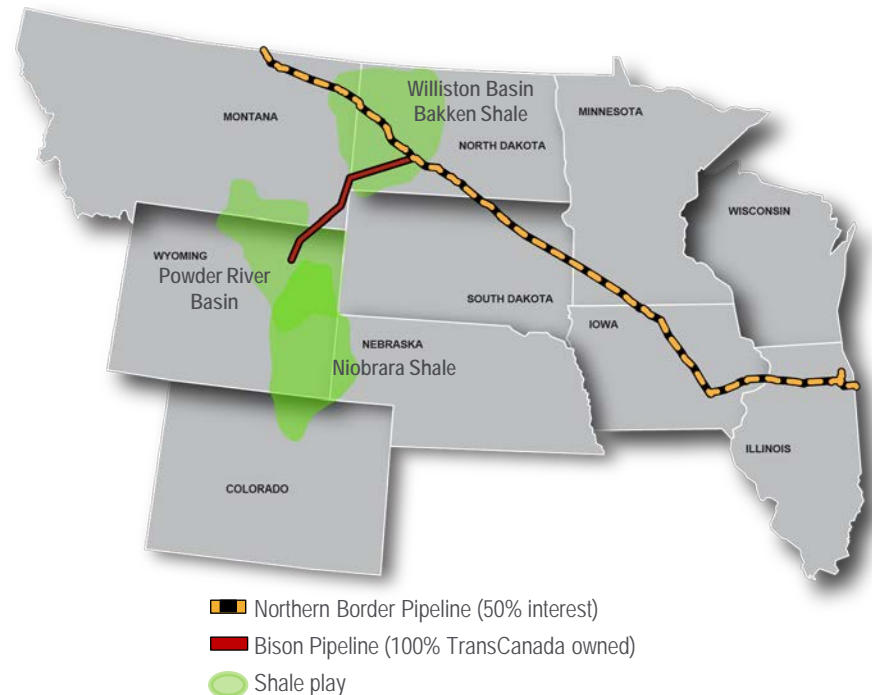 Williston Basin
Bakken Shale
MONTANA
MINNESOTA
NORTH DAKOTA
WISCONSIN
WYOMING
Powder River
Basin
SOUTH DAKOTA
IOWA
NEBRASKA
Niobrara Shale
ILLINOIS
COLORADO
Northern Border Pipeline (50% interest)
Bison Pipeline (100% TransCanada owned)
Shale play